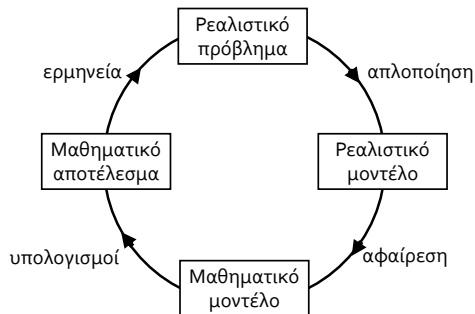 Ρεαλιστικό
πρόβλημα
ερμηνεία
απλοποίηση
Μαθηματικό
αποτέλεσμα
Ρεαλιστικό
μοντέλο
υπολογισμοί
αφαίρεση
Μαθηματικό
μοντέλο